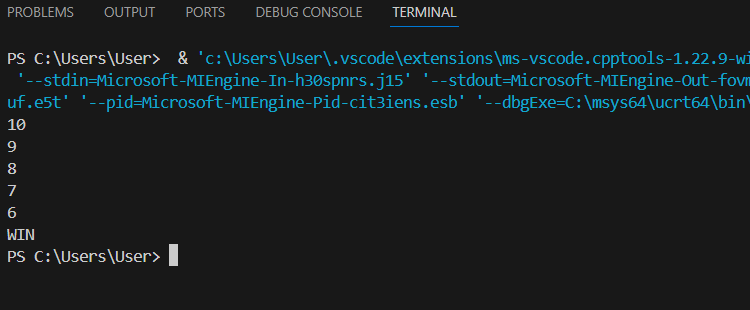 PROBLEMS OUTPUT PORTS DEBUG CONSOLE TERMINAL
PS C:\Users\User>  & 'c:\Users\User\.vscode\extensions\ms-vscode.cpptools-1.22.9-wi
'--stdin=Microsoft-MIEngine-In-h30spnrs.j15' '--stdout=Microsoft-MIEngine-Out-fovm
uf.e5t' '--pid=Microsoft-MIEngine-Pid-cit3iens.esb' '--dbgExe=C:\msys64\ucrt64\bin\
10
9
8
7
6
WIN
PS C:\Users\User>